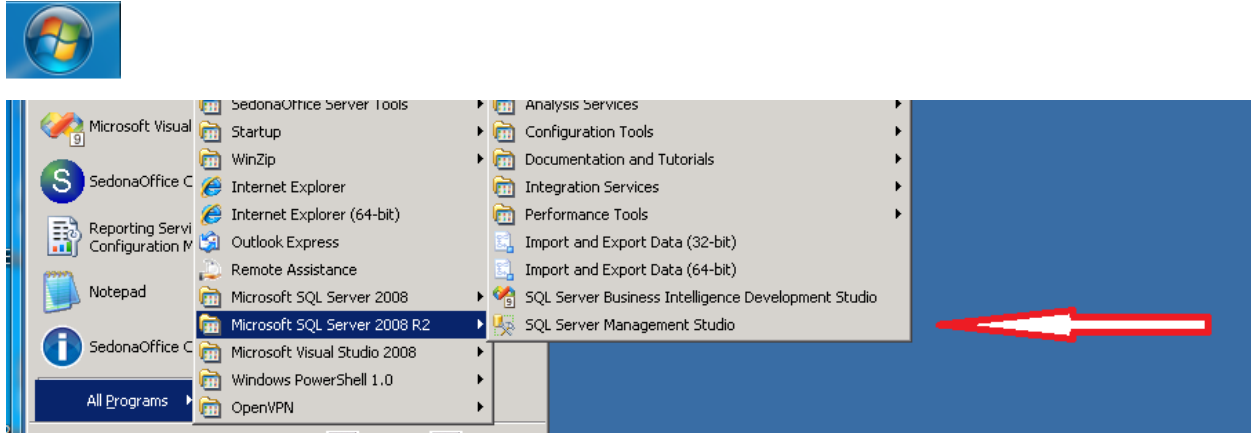 Microsoft Visual
9
SedonaOffice C
Reporting Servi
Configuration M
Notepad
SedonaOffice C
All Programs
SedonaOffice Server Tools
Startup
WinZip
Internet Explorer
Internet Explorer (64-bit)
Outlook Express
Remote Assistance
Microsoft SQL Server 2008
Microsoft SQL Server 2008 R2
Microsoft Visual Studio 2008
Windows PowerShell 1.0
OpenVPN
Analysis Services
Configuration Tools
Documentation and Tutorials
Integration Services
Performance Tools
Import and Export Data (32-bit)
Import and Export Data (64-bit)
SQL Server Business Intelligence Development Studio
SQL Server Management Studio